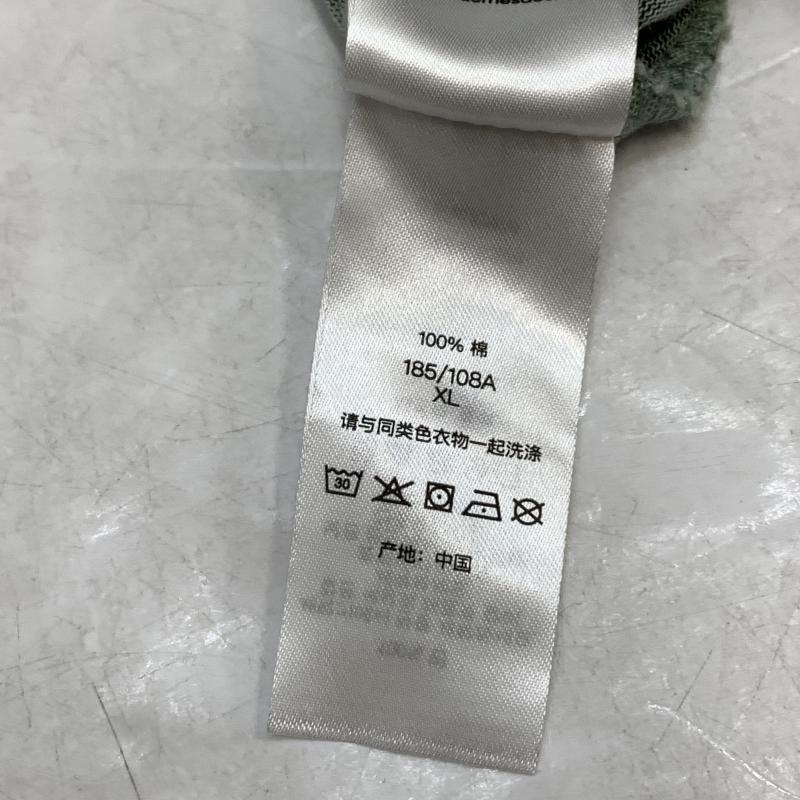 100% 棉
185/108A
XL
请与同类色衣物一起洗涤
30
产地：中国